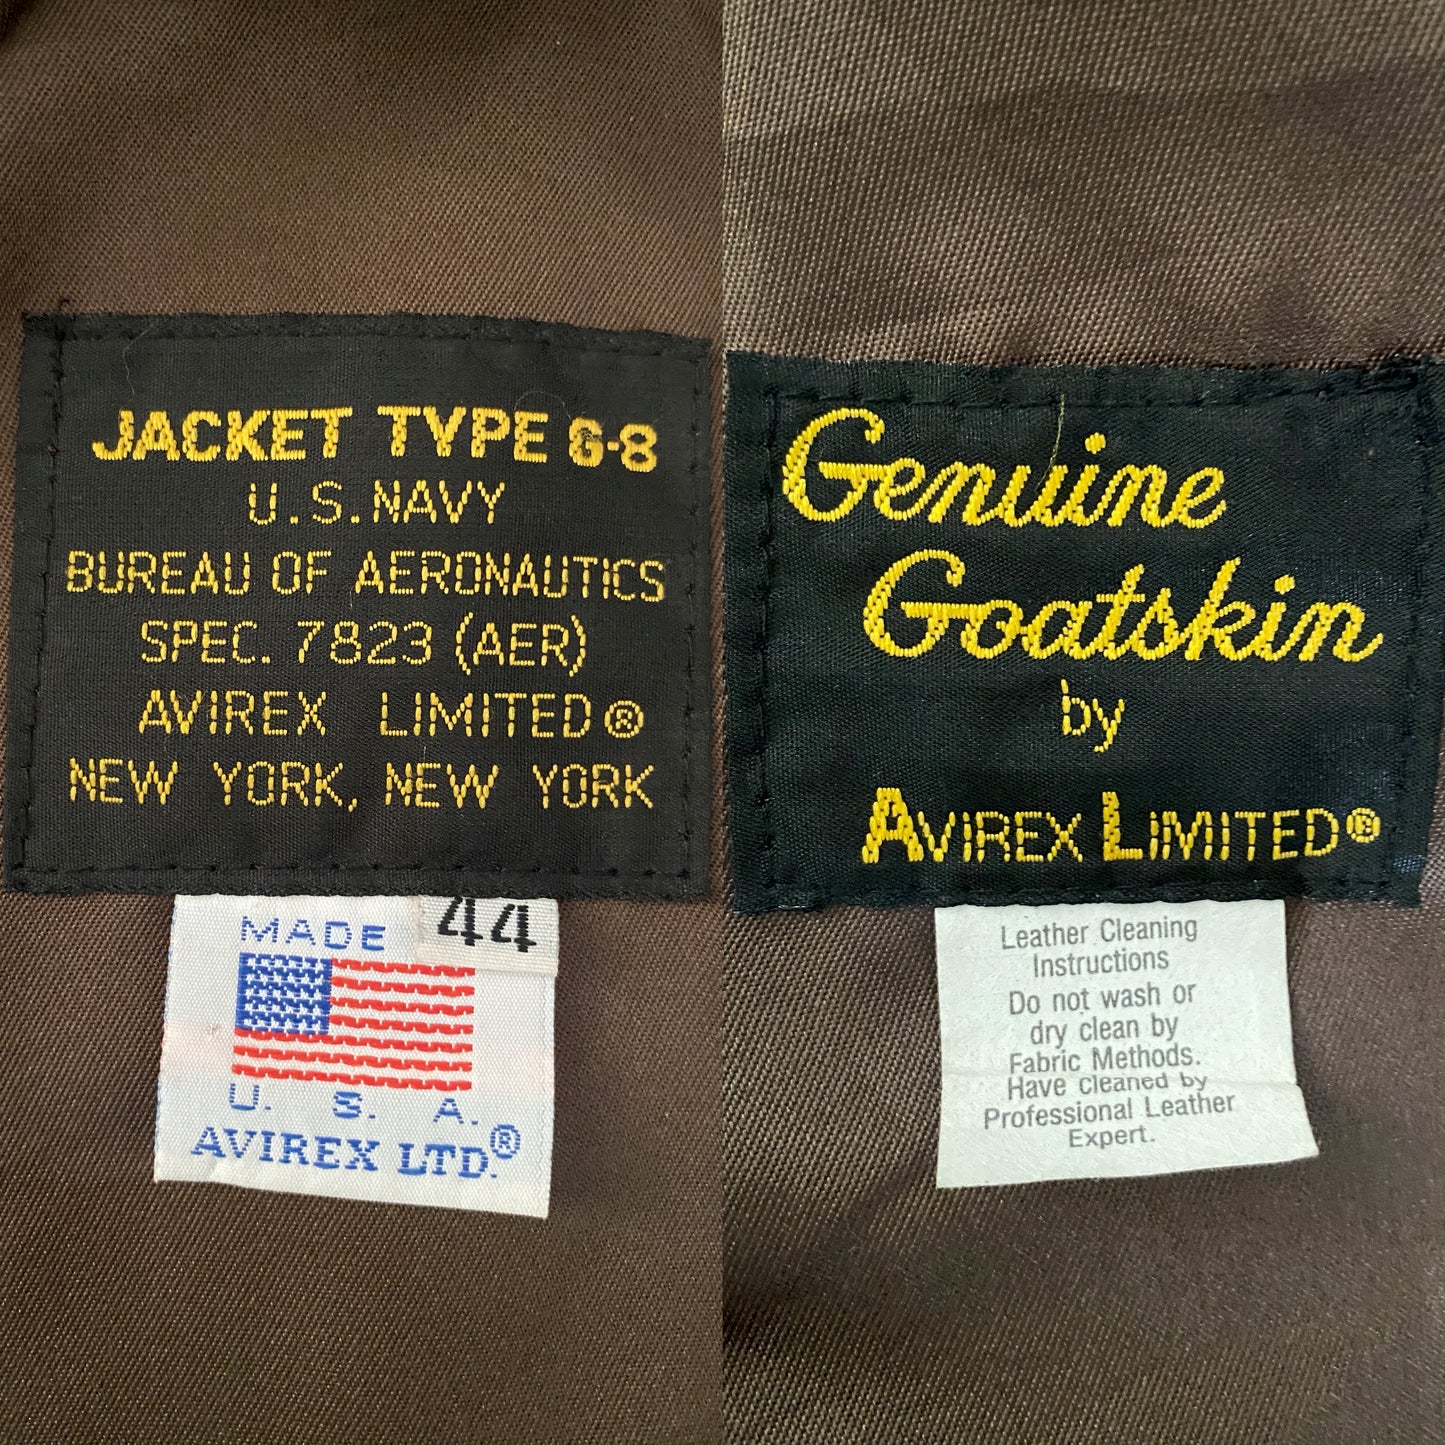 JACKET TYPE G-8
U.S. NAVY
BUREAU OF AERONAUTICS
SPEC. 7823 (AER)
AVIREX LIMITED®
NEW YORK, NEW YORK
44
MADE
U. S. A.
AVIREX LTD.®
Genuine
Goatskin
by
AVIREX LIMITED®
Leather Cleaning
Instructions
Do not wash or
dry clean by
Fabric Methods.
Have cleaned by
Professional Leather
Expert.